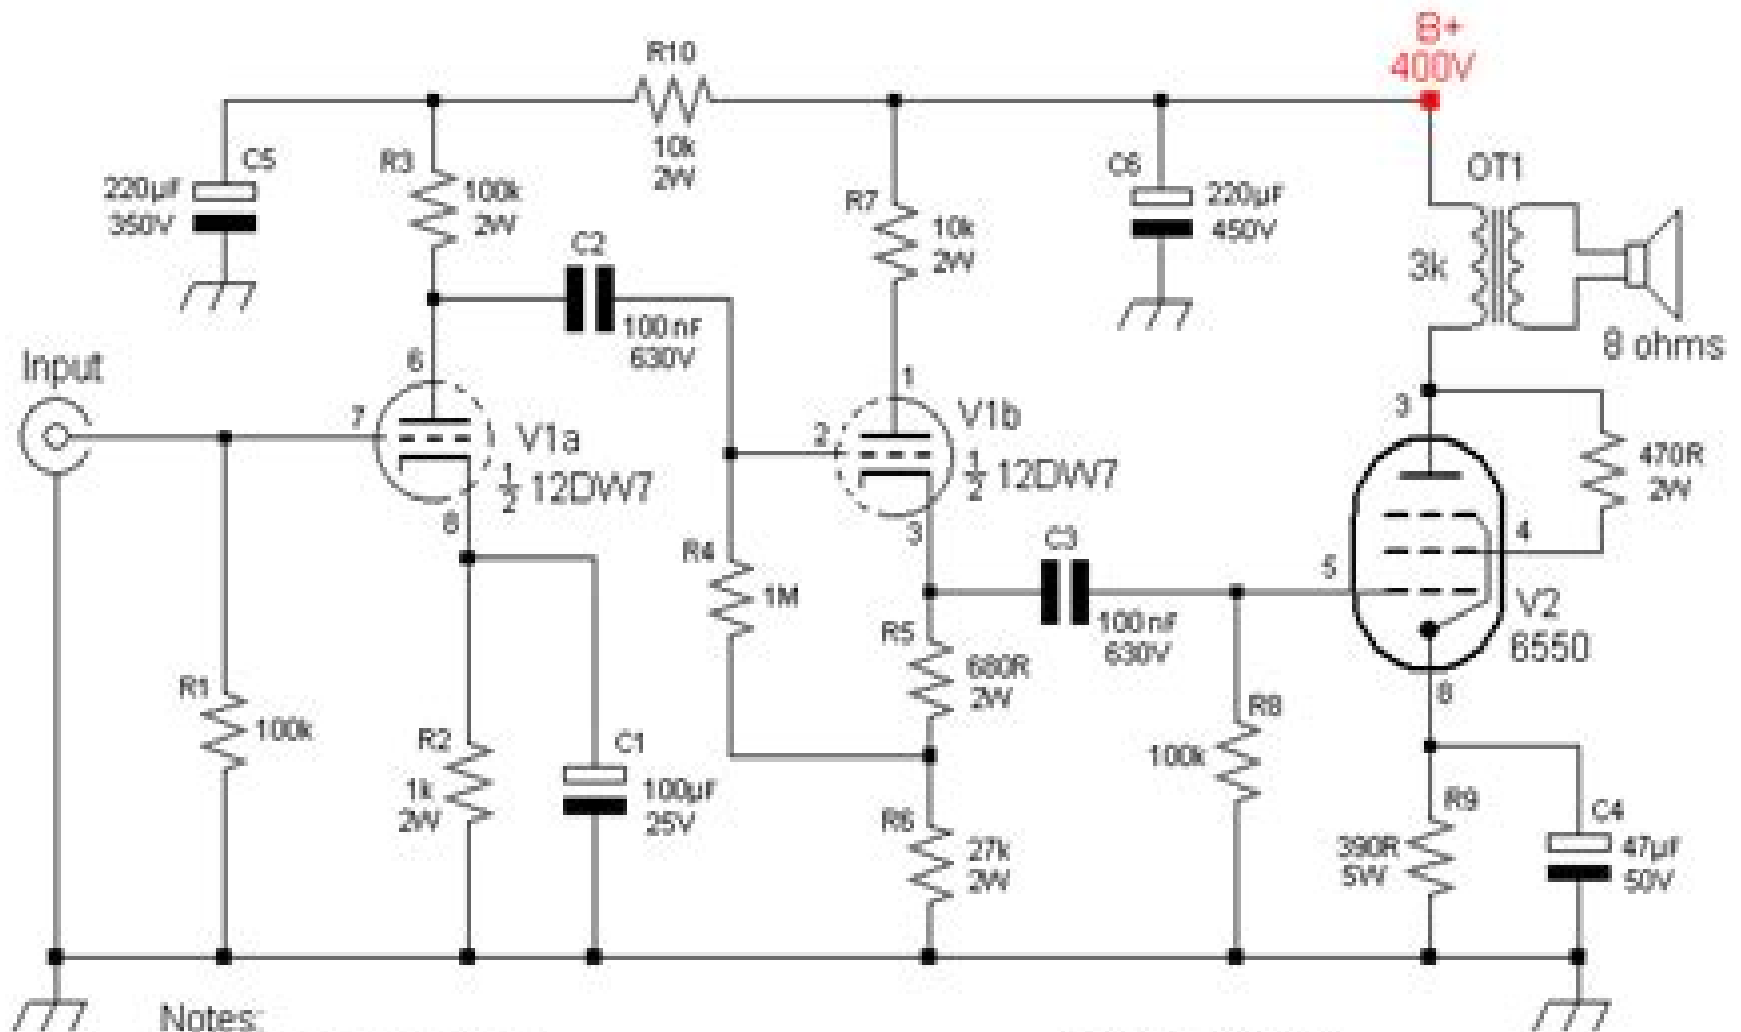 B+
400V
R10
10k
2W
C5
220µF
350V
R3
100k
2W
C2
100nF
630V
R7
10k
2W
C6
220µF
450V
OT1
3k
8 ohms
Input
7
6
V1a
1/2 12DW7
8
1
2
V1b
1/2 12DW7
3
R4
1M
C3
100nF
630V
R5
680R
2W
3
470R
2W
4
5
V2
6550
8
R1
100k
R2
1k
2W
C1
100µF
25V
R6
27k
2W
R8
100k
R9
390R
5W
C4
47µF
50V
Notes: